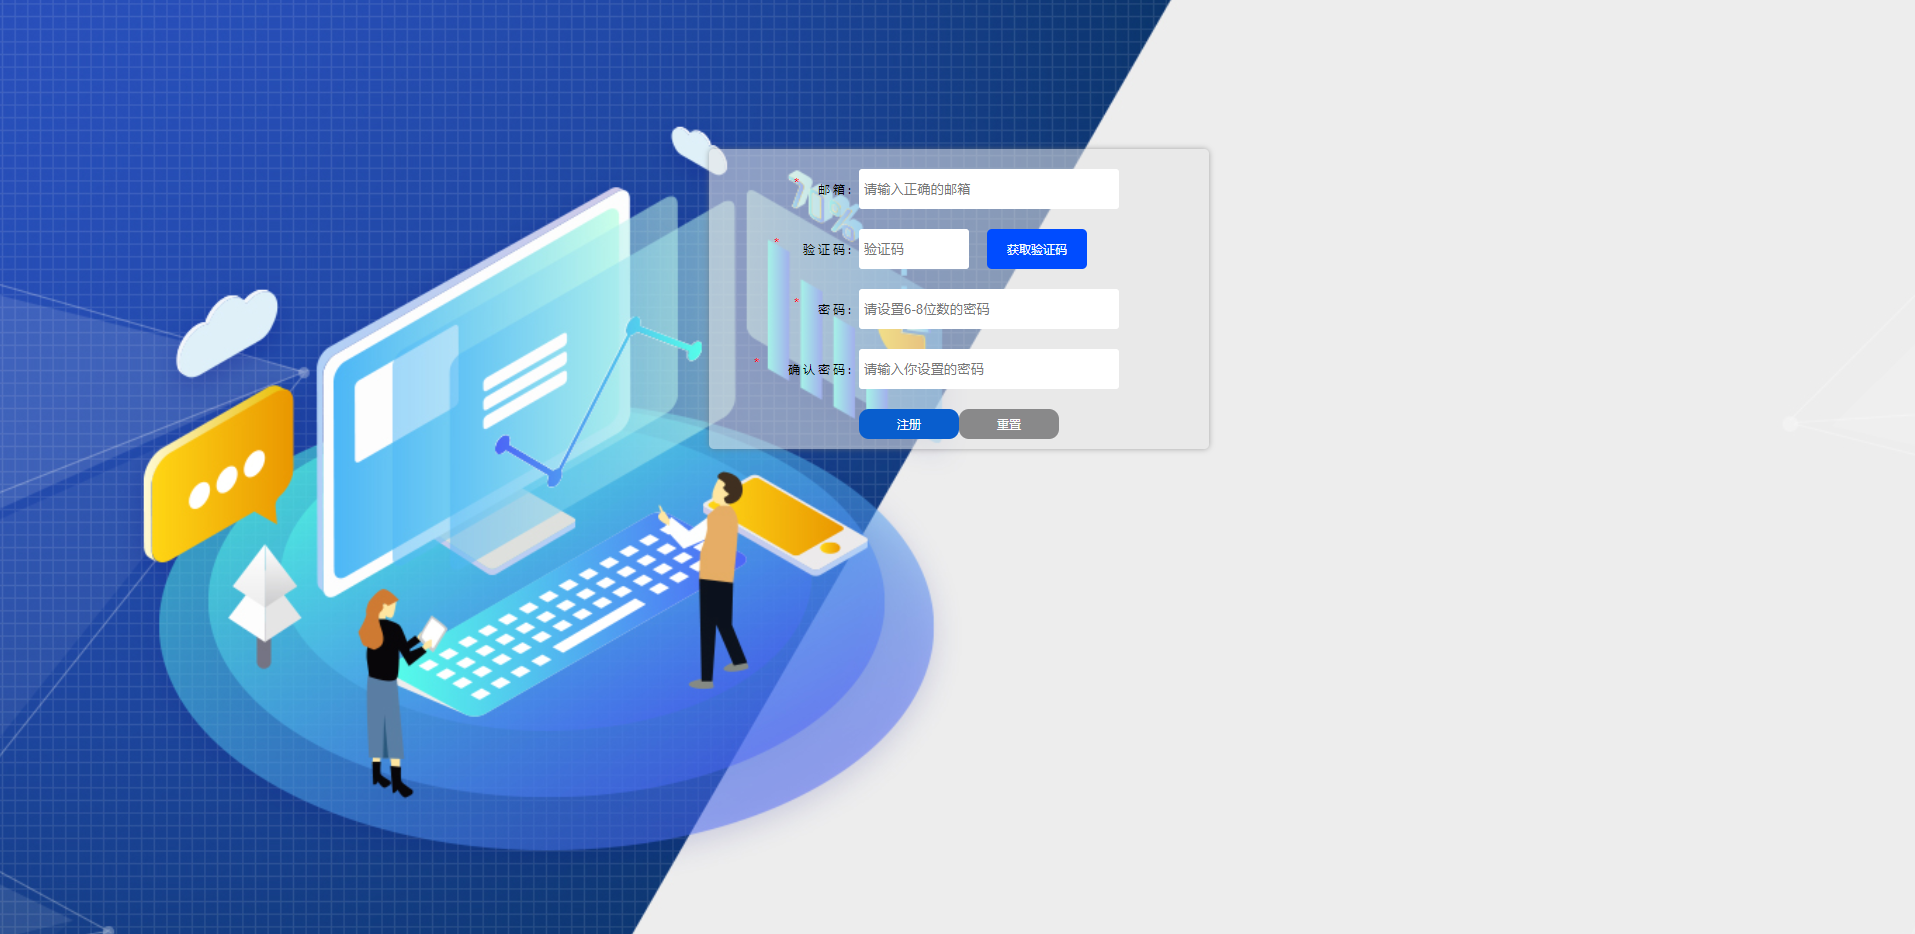 * 邮箱: 请输入正确的邮箱
* 验证码: 验证码 获取验证码
* 密码: 请设置6-8位数的密码
* 确认密码: 请输入你设置的密码
注册 重置